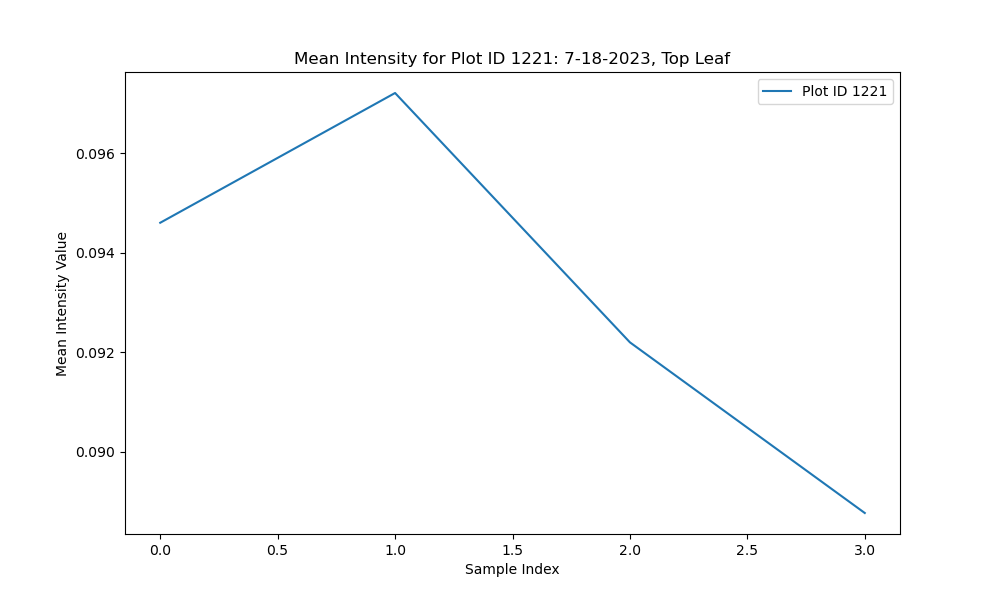 Mean Intensity for Plot ID 1221: 7-18-2023, Top Leaf
Plot ID 1221
0.096
0.094
0.092
0.090
Mean Intensity Value
0.0 0.5 1.0 1.5 2.0 2.5 3.0
Sample Index